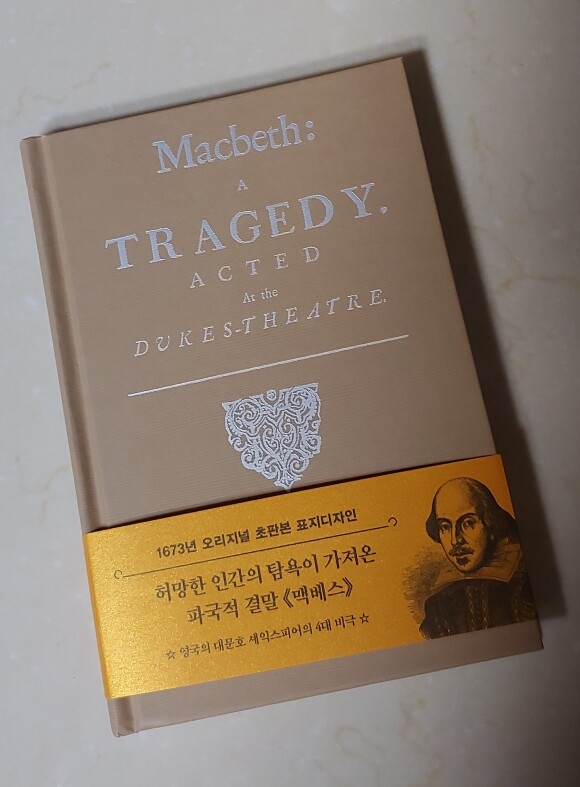 Macbeth:
A
TRAGEDY.
ACTED
At the
DUKES-THEATRE.
1673년 오리지널 초판본 표지디자인
허망한 인간의 탐욕이 가져온
파국적 결말 《맥베스》
☆ 영국의 대문호 셰익스피어의 4대 비극 ☆